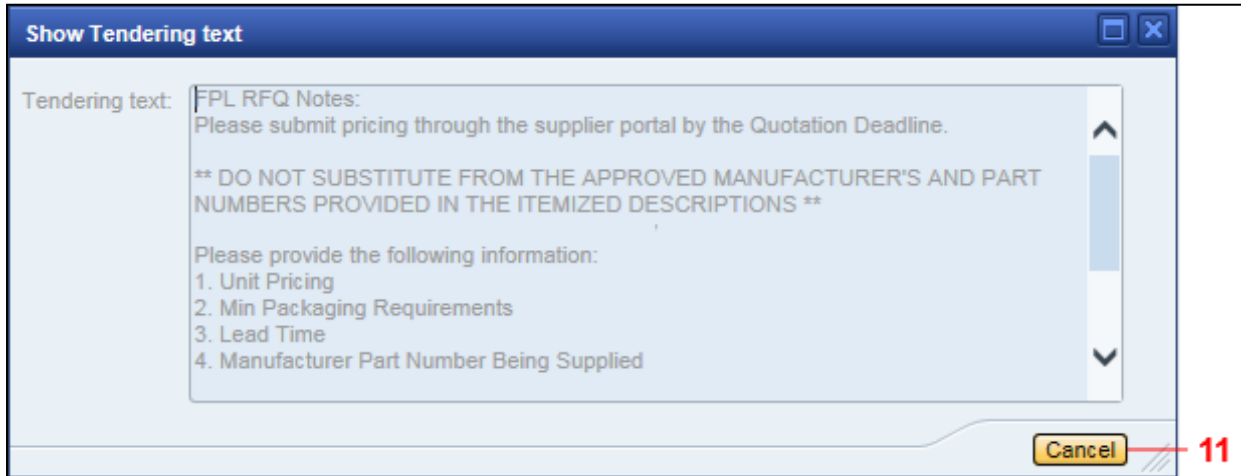 Show Tendering text
Tendering text:
FPL RFQ Notes:
Please submit pricing through the supplier portal by the Quotation Deadline.
** DO NOT SUBSTITUTE FROM THE APPROVED MANUFACTURER'S AND PART
NUMBERS PROVIDED IN THE ITEMIZED DESCRIPTIONS **
Please provide the following information:
1. Unit Pricing
2. Min Packaging Requirements
3. Lead Time
4. Manufacturer Part Number Being Supplied
Cancel 11